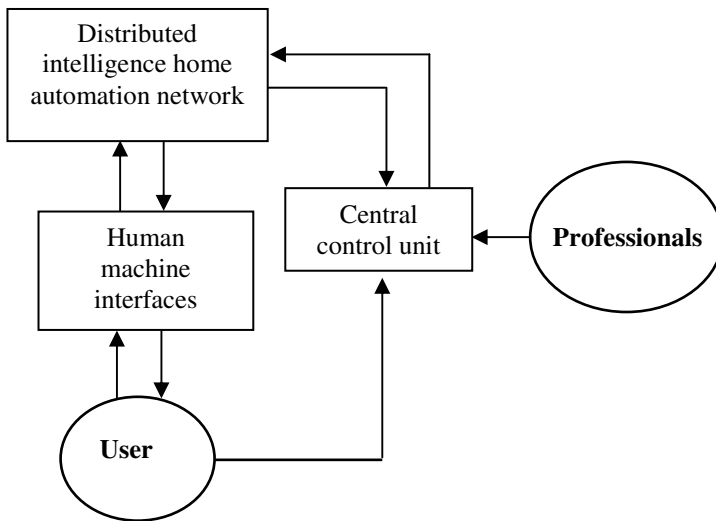 Distributed
intelligence home
automation network
Human
machine
interfaces
Central
control unit
Professionals
User